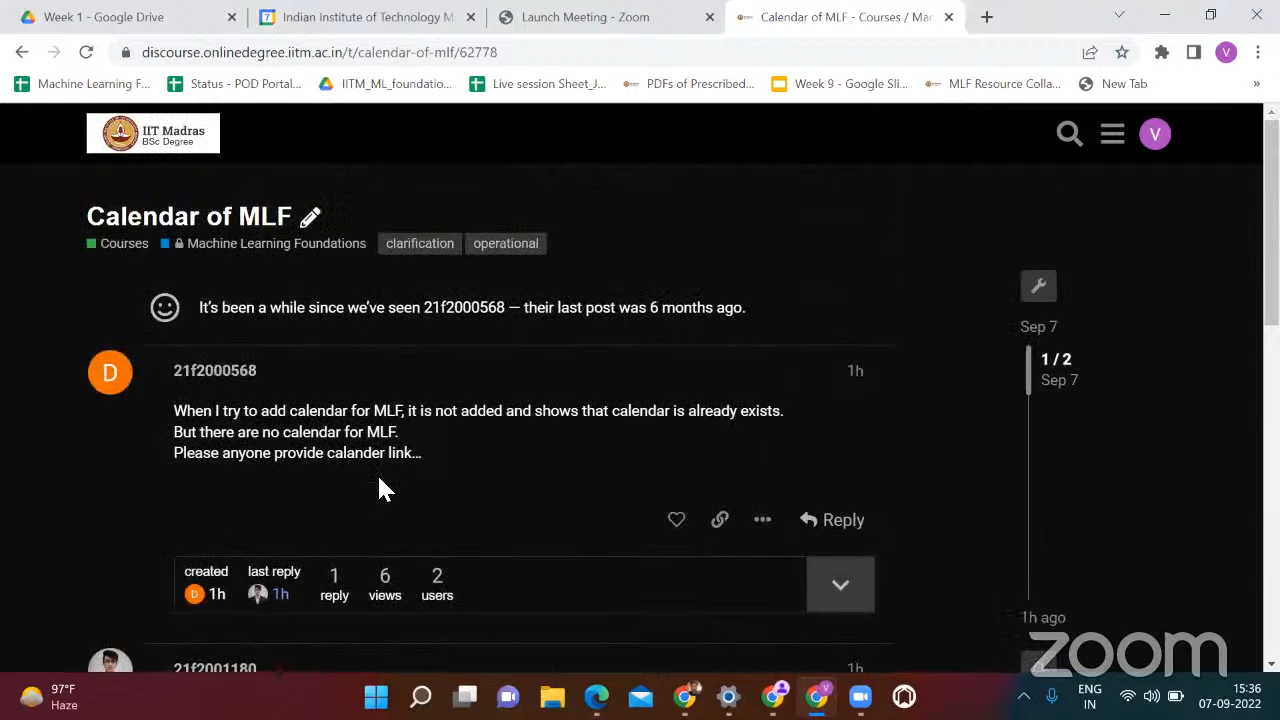 Week 1 - Google Drive
Indian Institute of Technology M
Launch Meeting - Zoom
Calendar of MLF - Courses / Mac
discourse.onlinedegree.iitm.ac.in/t/calendar-of-mlf/62778
V
Machine Learning F...
Status - POD Portal...
IITM_ML_foundatio...
Live session Sheet_J...
PDFs of Prescribed...
Week 9 - Google Sli...
MLF Resource Colla...
New Tab
»
IIT Madras
BSc Degree
V
Calendar of MLF
Courses
Machine Learning Foundations
clarification
operational
It's been a while since we've seen 21f2000568 — their last post was 6 months ago.
Sep 7
D
21f2000568
1h
1 / 2
Sep 7
When I try to add calendar for MLF, it is not added and shows that calendar is already exists.
But there are no calendar for MLF.
Please anyone provide calander link...
Reply
created
last reply
1
6
2
D 1h
1h
reply
views
users
1h ago
21f2001180
1h
zoom
97°F
Haze
V
ENG
IN
15:36
07-09-2022